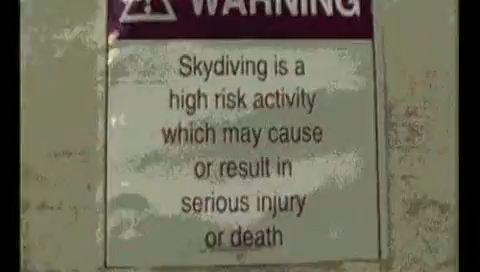 WARNING
Skydiving is a
high risk activity
which may cause
or result in
serious injury
or death